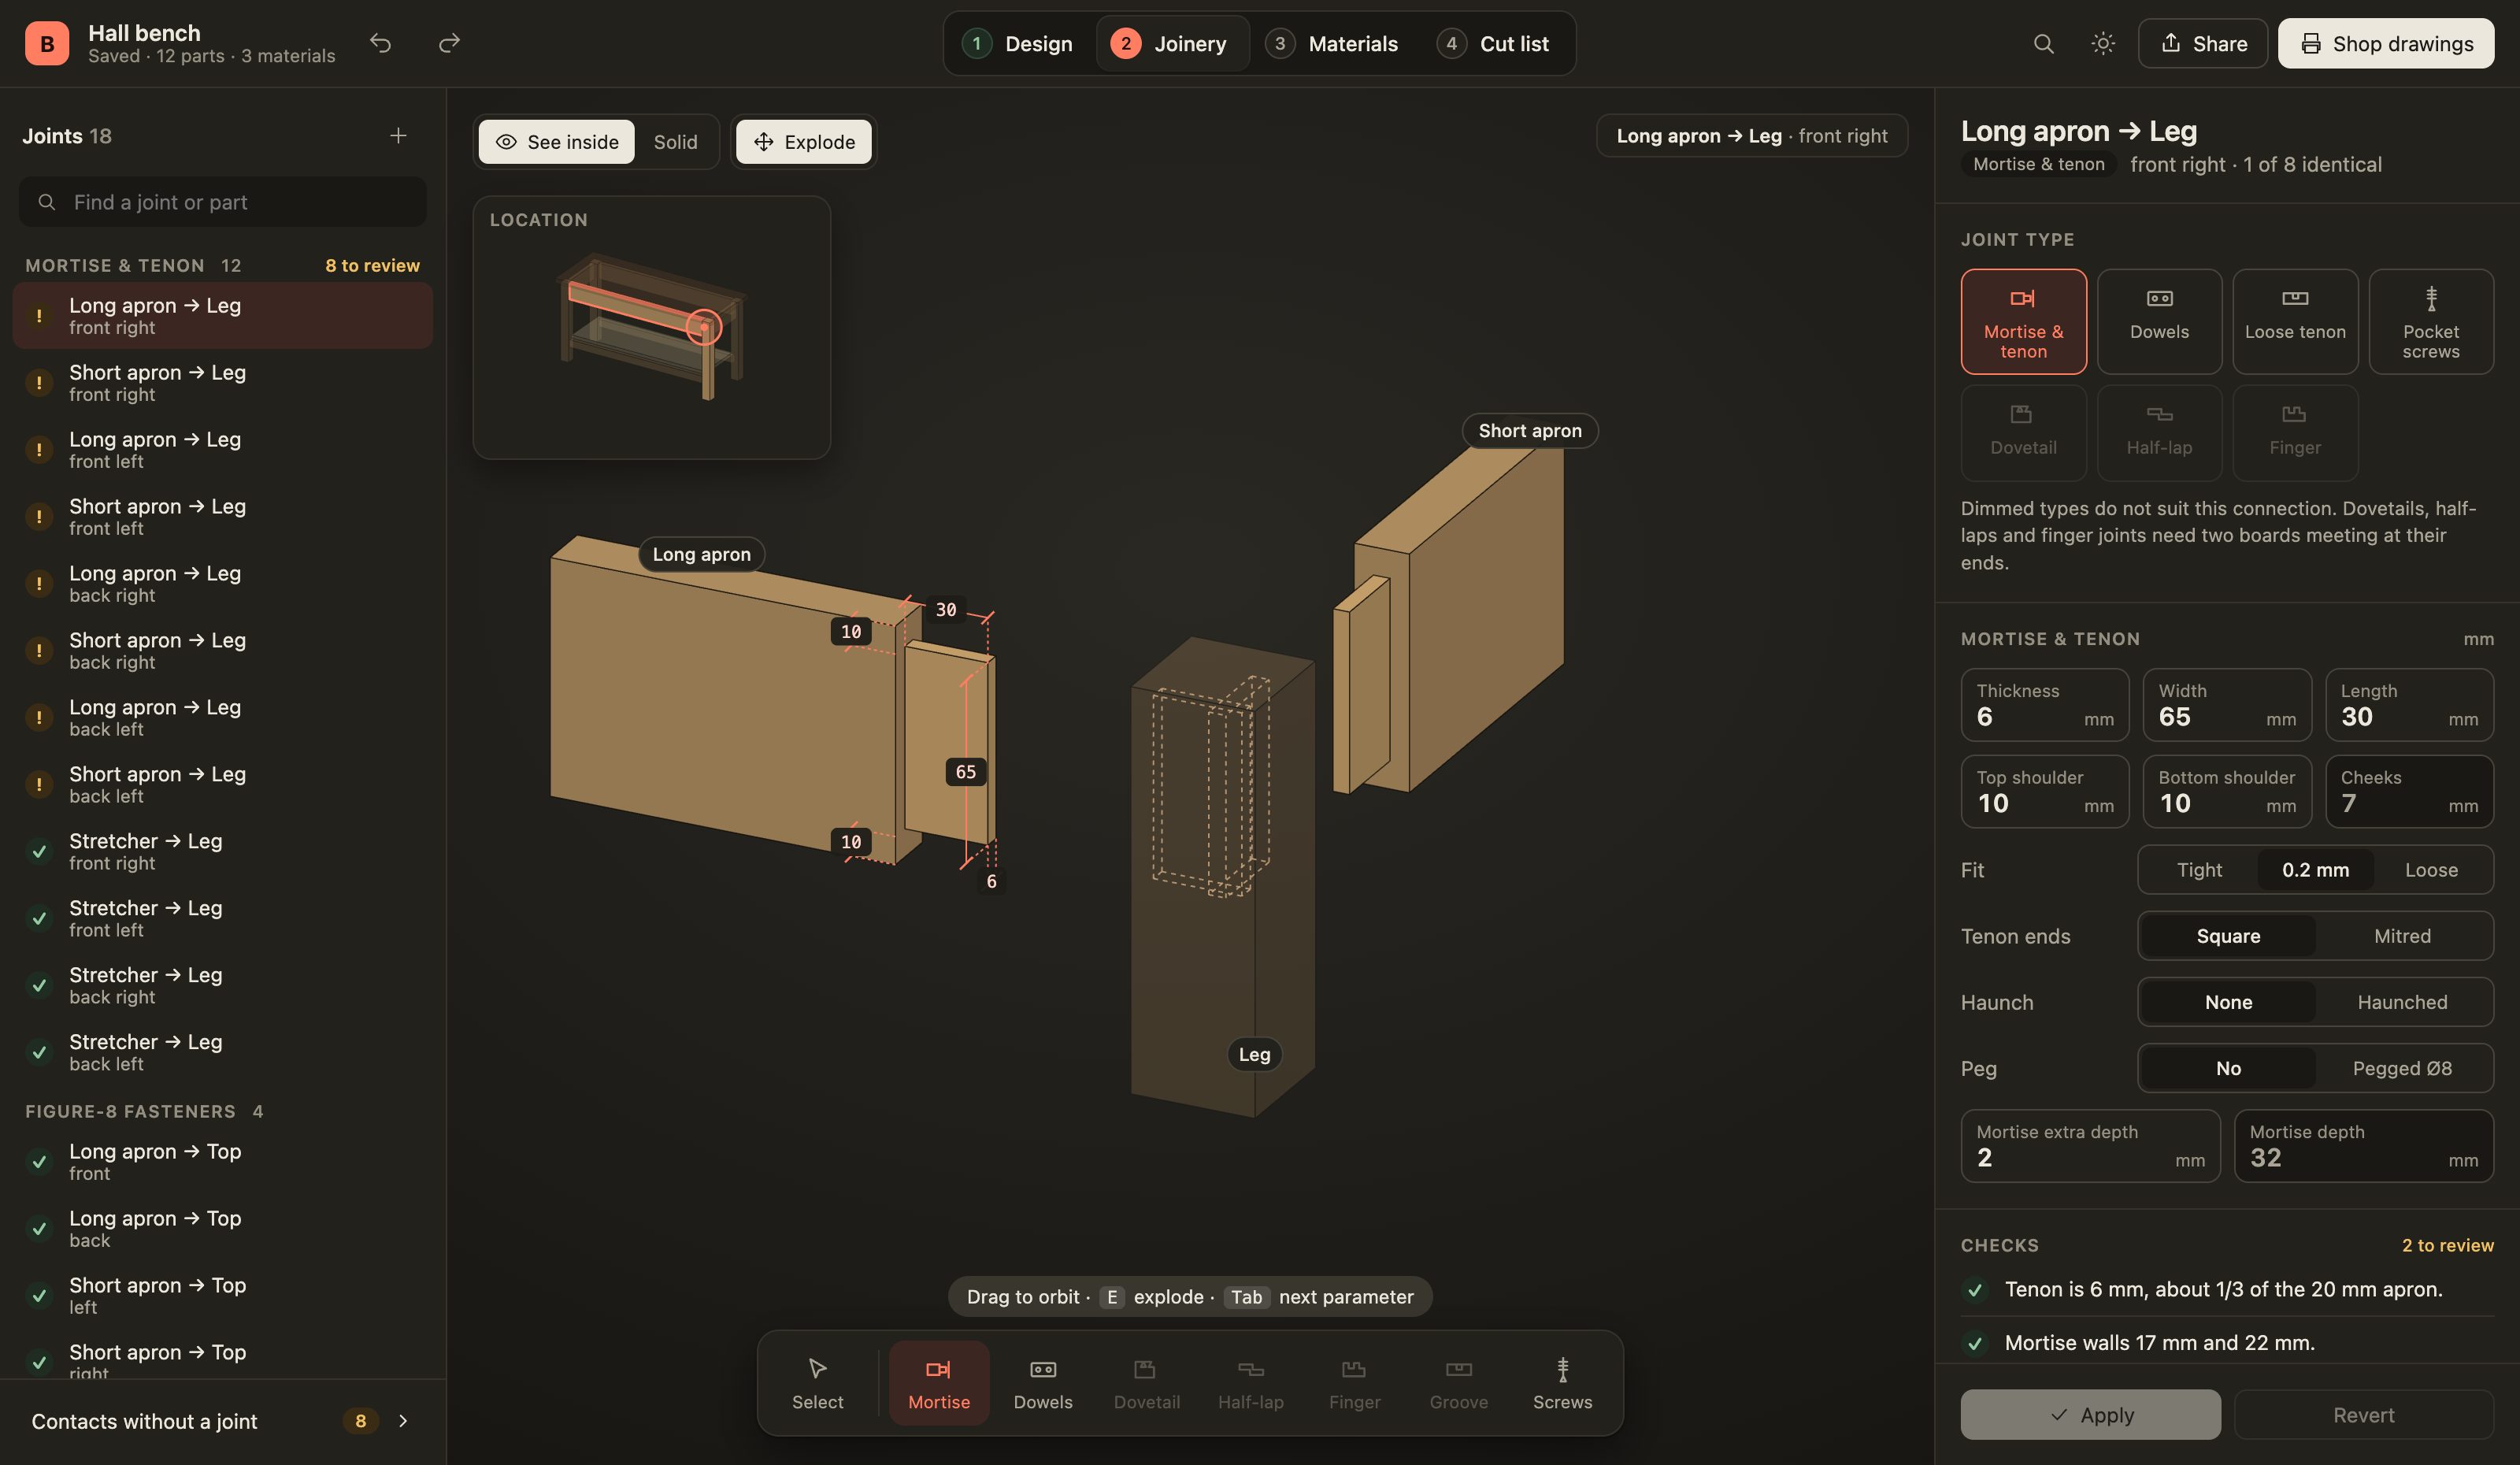 B
Hall bench
Saved · 12 parts · 3 materials
1 Design
2 Joinery
3 Materials
4 Cut list
Share
Shop drawings
Joints 18
Find a joint or part
MORTISE & TENON 12
8 to review
! Long apron → Leg
front right
! Short apron → Leg
front right
! Long apron → Leg
front left
! Short apron → Leg
front left
! Long apron → Leg
back right
! Short apron → Leg
back right
! Long apron → Leg
back left
! Short apron → Leg
back left
Stretcher → Leg
front right
Stretcher → Leg
front left
Stretcher → Leg
back right
Stretcher → Leg
back left
FIGURE-8 FASTENERS 4
Long apron → Top
front
Long apron → Top
back
Short apron → Top
left
Short apron → Top
right
Contacts without a joint 8
See inside
Solid
Explode
Long apron → Leg · front right
LOCATION
Short apron
Long apron
30
10
65
10
6
Leg
Drag to orbit · E explode · Tab next parameter
Select
Mortise
Dowels
Dovetail
Half-lap
Finger
Groove
Screws
Long apron → Leg
Mortise & tenon front right · 1 of 8 identical
JOINT TYPE
Mortise &
tenon
Dowels
Loose tenon
Pocket
screws
Dovetail
Half-lap
Finger
Dimmed types do not suit this connection. Dovetails, half-
laps and finger joints need two boards meeting at their
ends.
MORTISE & TENON mm
Thickness
6 mm
Width
65 mm
Length
30 mm
Top shoulder
10 mm
Bottom shoulder
10 mm
Cheeks
7 mm
Fit Tight 0.2 mm Loose
Tenon ends Square Mitred
Haunch None Haunched
Peg No Pegged Ø8
Mortise extra depth
2 mm
Mortise depth
32 mm
CHECKS 2 to review
Tenon is 6 mm, about 1/3 of the 20 mm apron.
Mortise walls 17 mm and 22 mm.
Apply
Revert